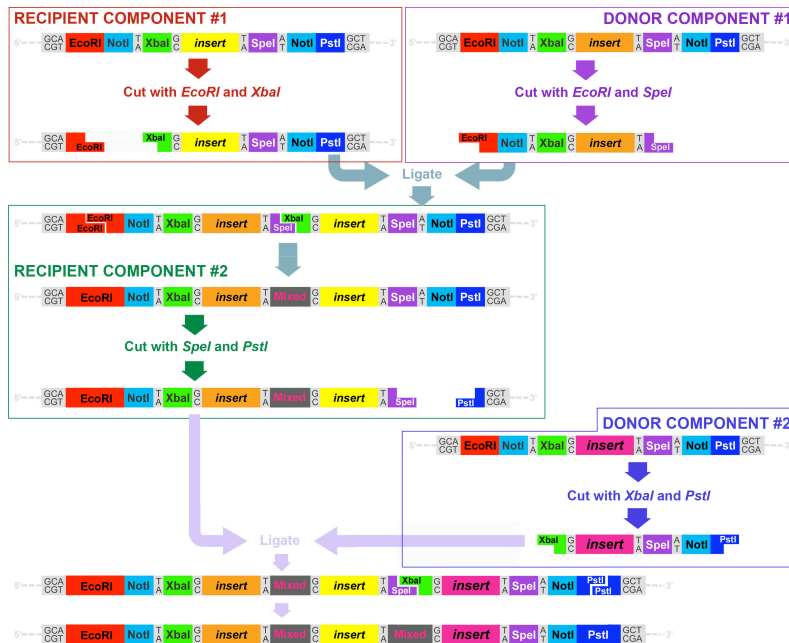 RECIPIENT COMPONENT #1
DONOR COMPONENT #1
5' GCA CGT EcoRI NotI T A XbaI G C insert T A SpeI A T NotI PstI GCT CGA 3'
5' GCA CGT EcoRI NotI T A XbaI G C insert T A SpeI A T NotI PstI GCT CGA 3'
Cut with EcoRI and XbaI
Cut with EcoRI and SpeI
5' GCA CGT EcoRI XbaI G C insert T A SpeI A T NotI PstI GCT CGA 3'
EcoRI NotI T A XbaI G C insert T A SpeI
Ligate
5' GCA CGT EcoRI EcoRI NotI T A XbaI G C insert T A SpeI XbaI G C insert T A SpeI A T NotI PstI GCT CGA 3'
RECIPIENT COMPONENT #2
5' GCA CGT EcoRI NotI T A XbaI G C insert T A Mixed G C insert T A SpeI A T NotI PstI GCT CGA 3'
Cut with SpeI and PstI
5' GCA CGT EcoRI NotI T A XbaI G C insert T A Mixed G C insert T A SpeI PstI GCT CGA 3'
DONOR COMPONENT #2
5' GCA CGT EcoRI NotI T A XbaI G C insert T A SpeI A T NotI PstI GCT CGA 3'
Cut with XbaI and PstI
XbaI G C insert T A SpeI A T NotI PstI
Ligate
5' GCA CGT EcoRI NotI T A XbaI G C insert T A Mixed G C insert T A SpeI XbaI G C insert T A SpeI A T NotI PstI PstI GCT CGA 3'
5' GCA CGT EcoRI NotI T A XbaI G C insert T A Mixed G C insert T A Mixed G C insert T A SpeI A T NotI PstI GCT CGA 3'